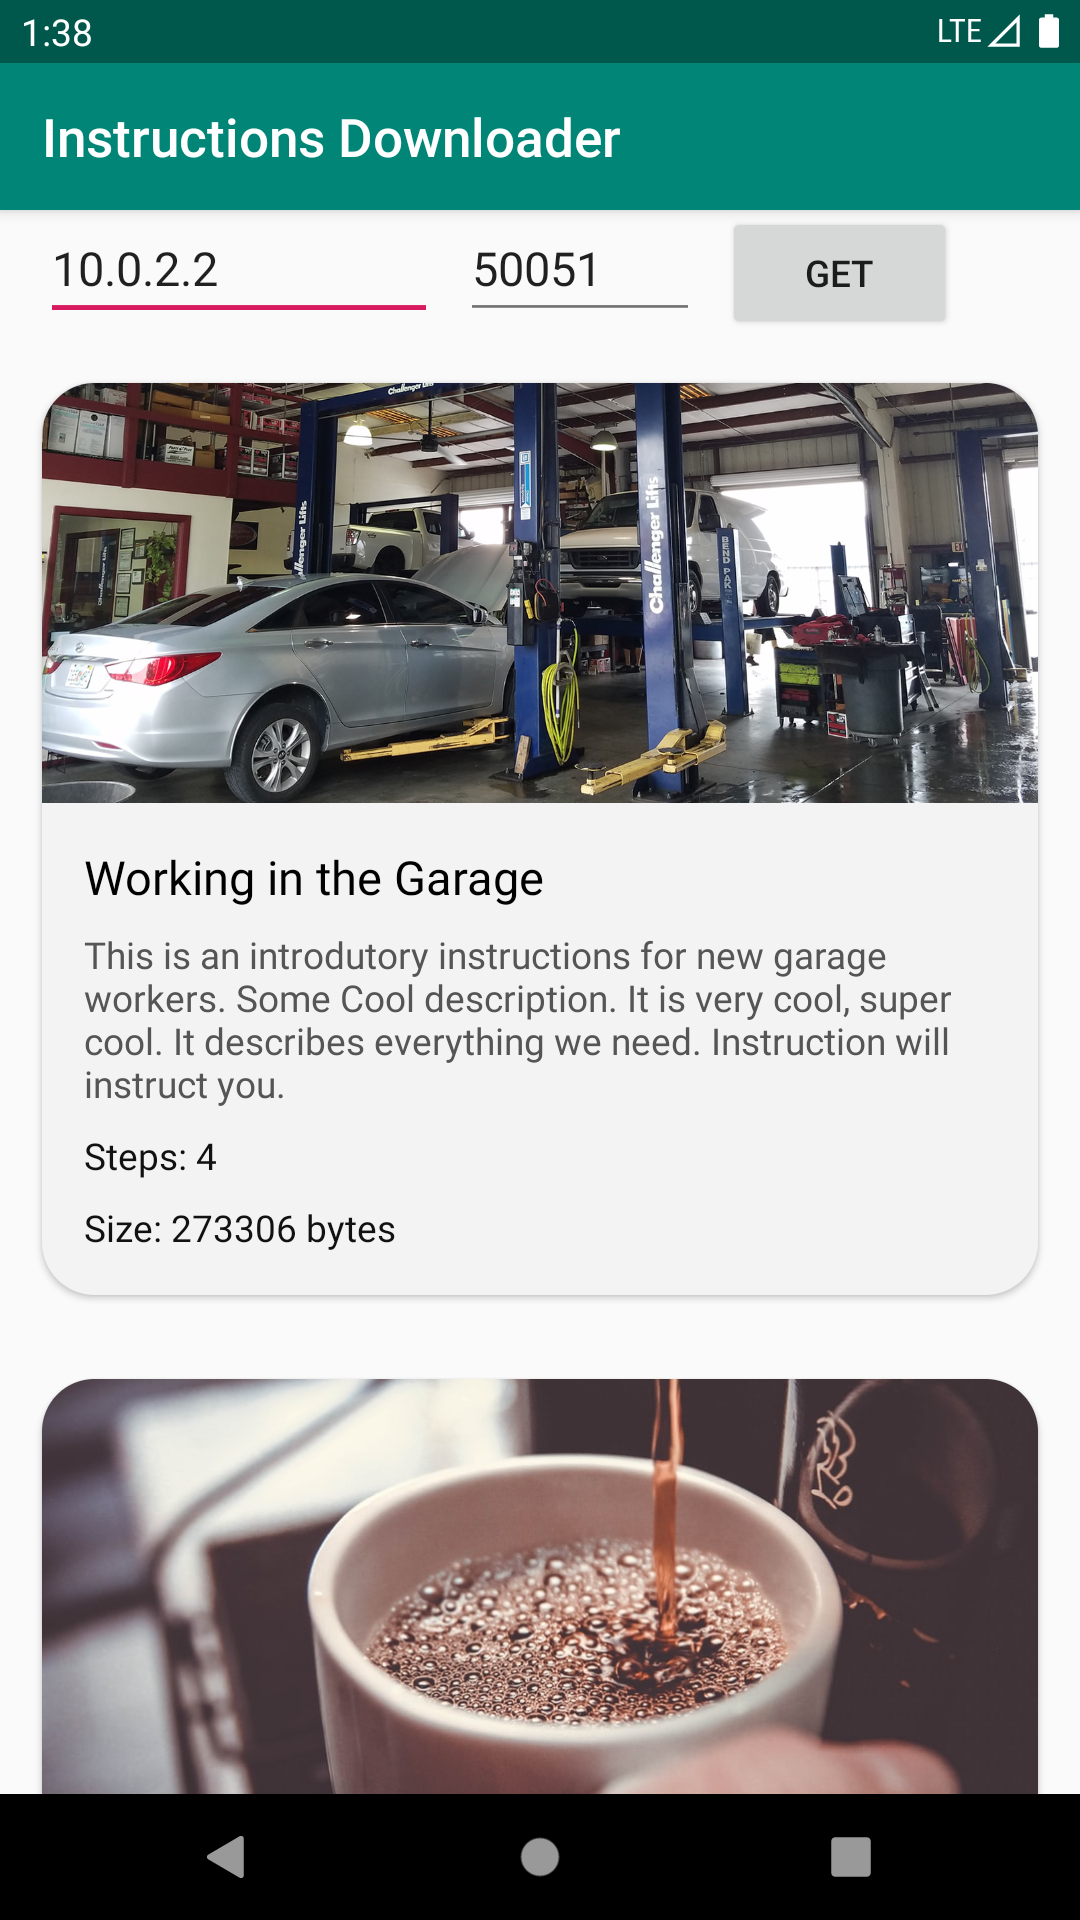 1:38
LTE
Instructions Downloader
10.0.2.2
50051
GET
Challenger Lifts
Challenger Lifts
BEND PAK
Working in the Garage
This is an introdutory instructions for new garage
workers. Some Cool description. It is very cool, super
cool. It describes everything we need. Instruction will
instruct you.
Steps: 4
Size: 273306 bytes